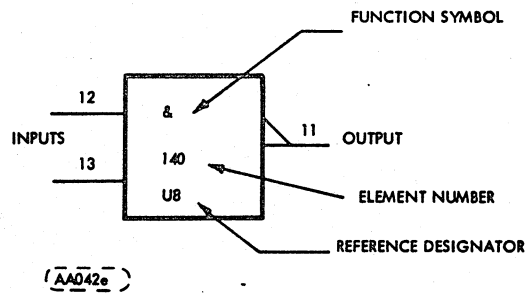 FUNCTION SYMBOL
12
&
11
INPUTS
OUTPUT
13
140
U8
ELEMENT NUMBER
REFERENCE DESIGNATOR
AA042e